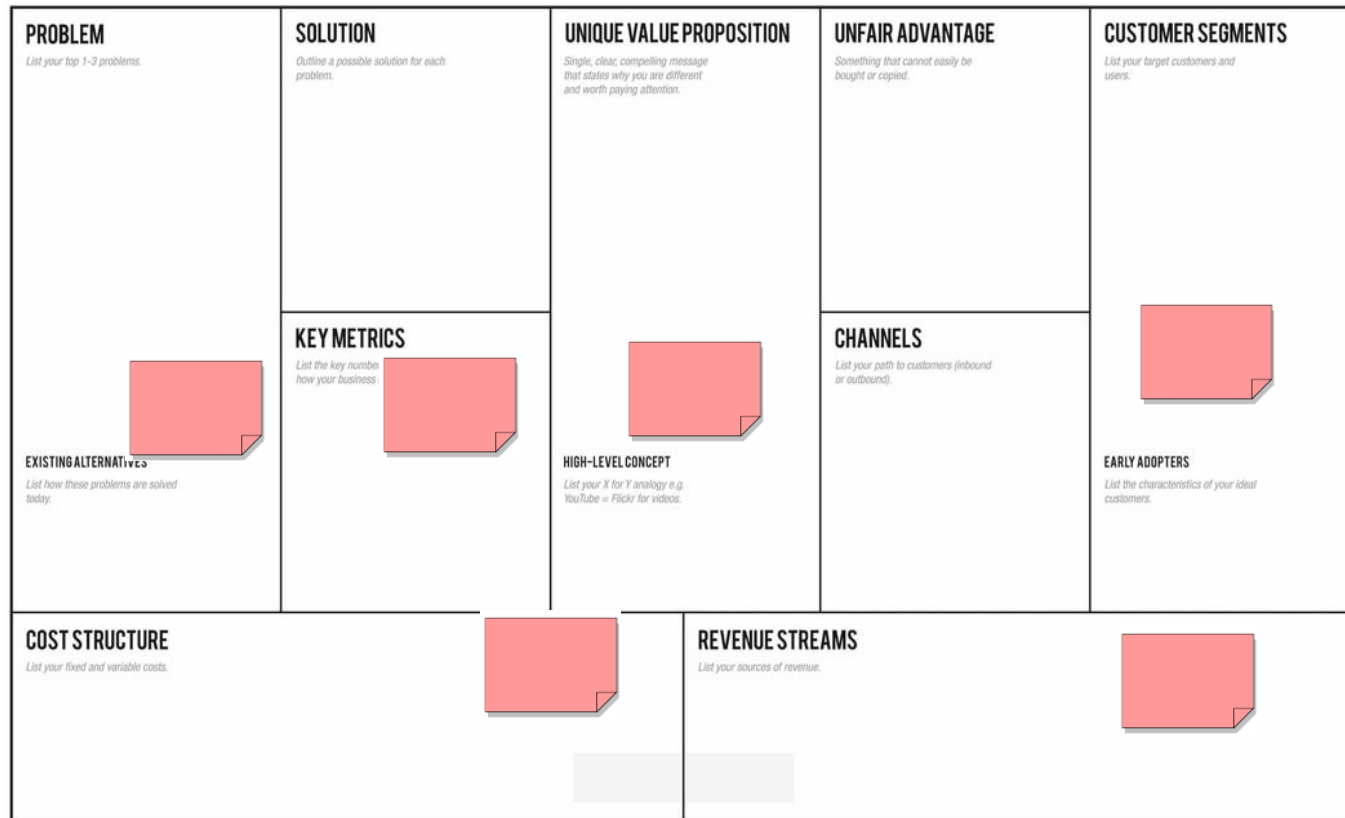 PROBLEM
List your top 1-3 problems.
SOLUTION
Outline a possible solution for each
problem.
UNIQUE VALUE PROPOSITION
Single, clear, compelling message
that states why you are different
and worth paying attention.
UNFAIR ADVANTAGE
Something that cannot easily be
bought or copied.
CUSTOMER SEGMENTS
List your target customers and
users.
KEY METRICS
List the key number
how your business
CHANNELS
List your path to customers (inbound
or outbound).
EXISTING ALTERNATIVES
List how these problems are solved
today.
HIGH-LEVEL CONCEPT
List your X for Y analogy e.g.
YouTube = Flickr for videos.
EARLY ADOPTERS
List the characteristics of your ideal
customers.
COST STRUCTURE
List your fixed and variable costs.
REVENUE STREAMS
List your sources of revenue.